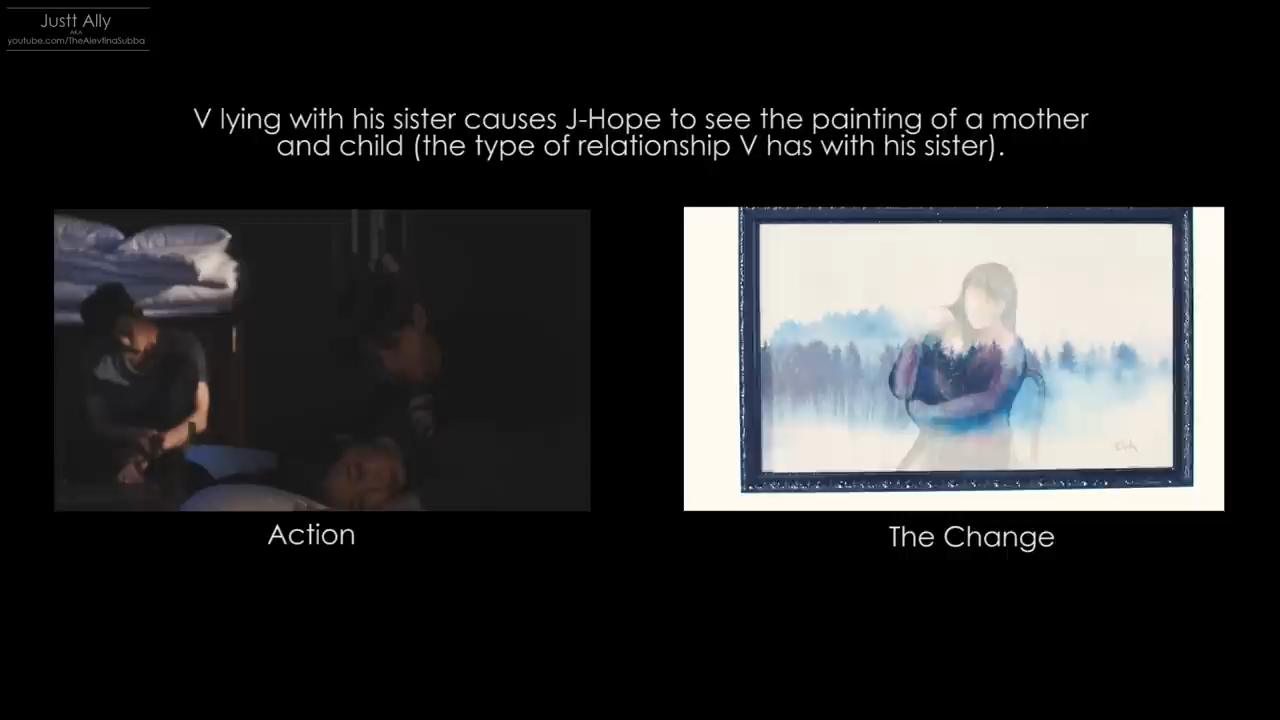 Justt Ally
AKA
youtube.com/TheAlevtinaSubba
V lying with his sister causes J-Hope to see the painting of a mother
and child (the type of relationship V has with his sister).
Action
The Change